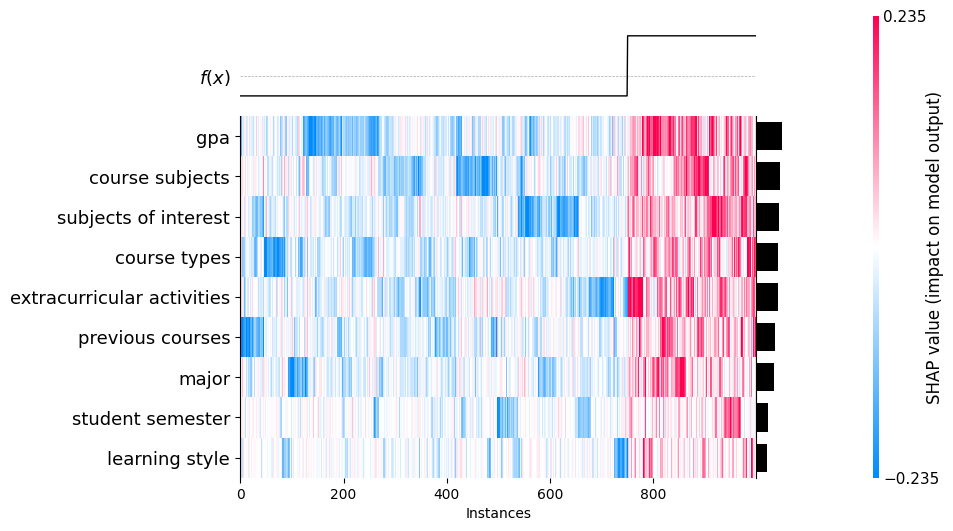 0.235
f(x)
gpa
course subjects
subjects of interest
course types
extracurricular activities
previous courses
major
student semester
learning style
0 200 400 600 800
Instances
SHAP value (impact on model output)
−0.235